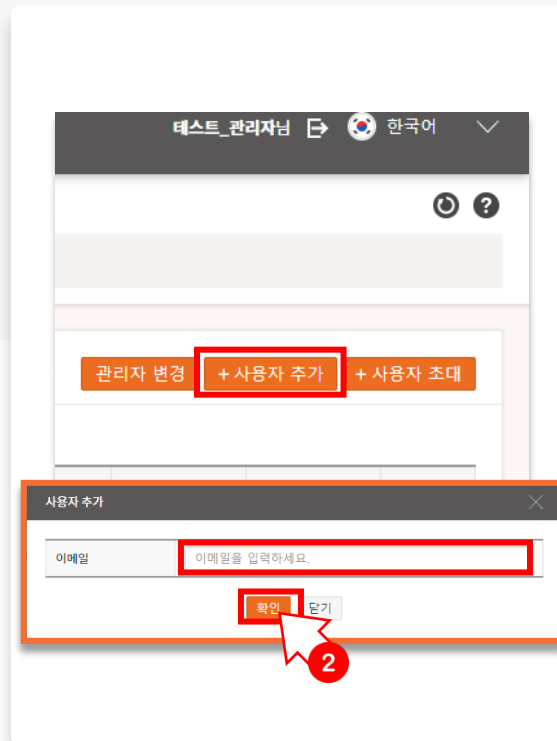 테스트_관리자님 한국어
관리자 변경 + 사용자 추가 + 사용자 초대
사용자 추가
이메일 이메일을 입력하세요.
확인 닫기
2